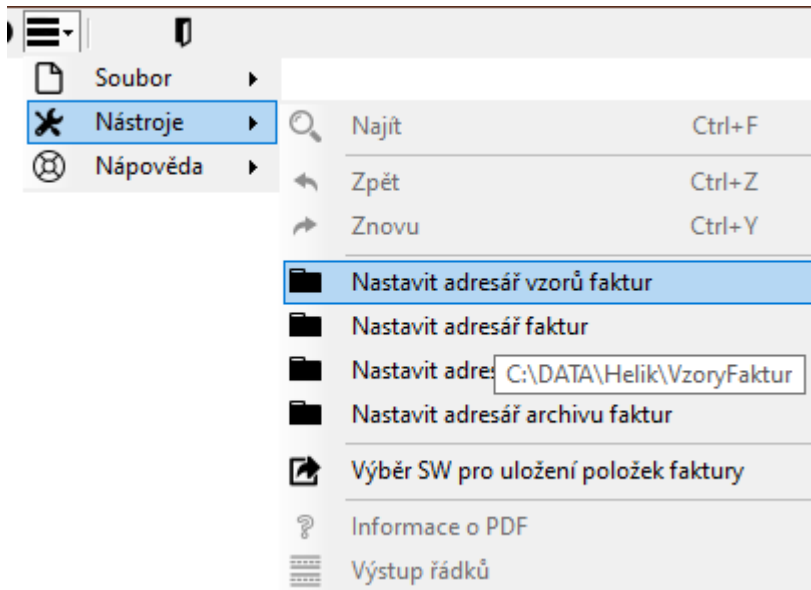 Soubor
Nástroje
Nápověda
Najít Ctrl+F
Zpět Ctrl+Z
Znovu Ctrl+Y
Nastavit adresář vzorů faktur
Nastavit adresář faktur
Nastavit adre
C:\DATA\Helik\VzoryFaktur
Nastavit adresář archivu faktur
Výběr SW pro uložení položek faktury
Informace o PDF
Výstup řádků